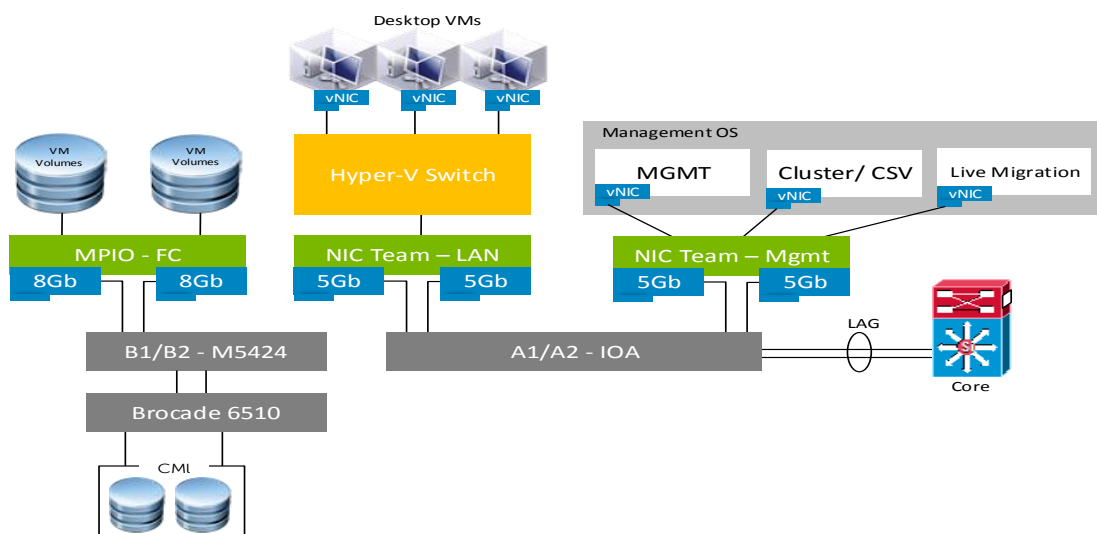 Desktop VMs
vNIC
vNIC
vNIC
VM
Volumes
VM
Volumes
Hyper-V Switch
Management OS
MGMT
vNIC
Cluster/ CSV
vNIC
Live Migration
vNIC
MPIO - FC
8Gb
8Gb
NIC Team – LAN
5Gb
5Gb
NIC Team – Mgmt
5Gb
5Gb
B1/B2 - M5424
A1/A2 - IOA
LAG
Si
Core
Brocade 6510
CML